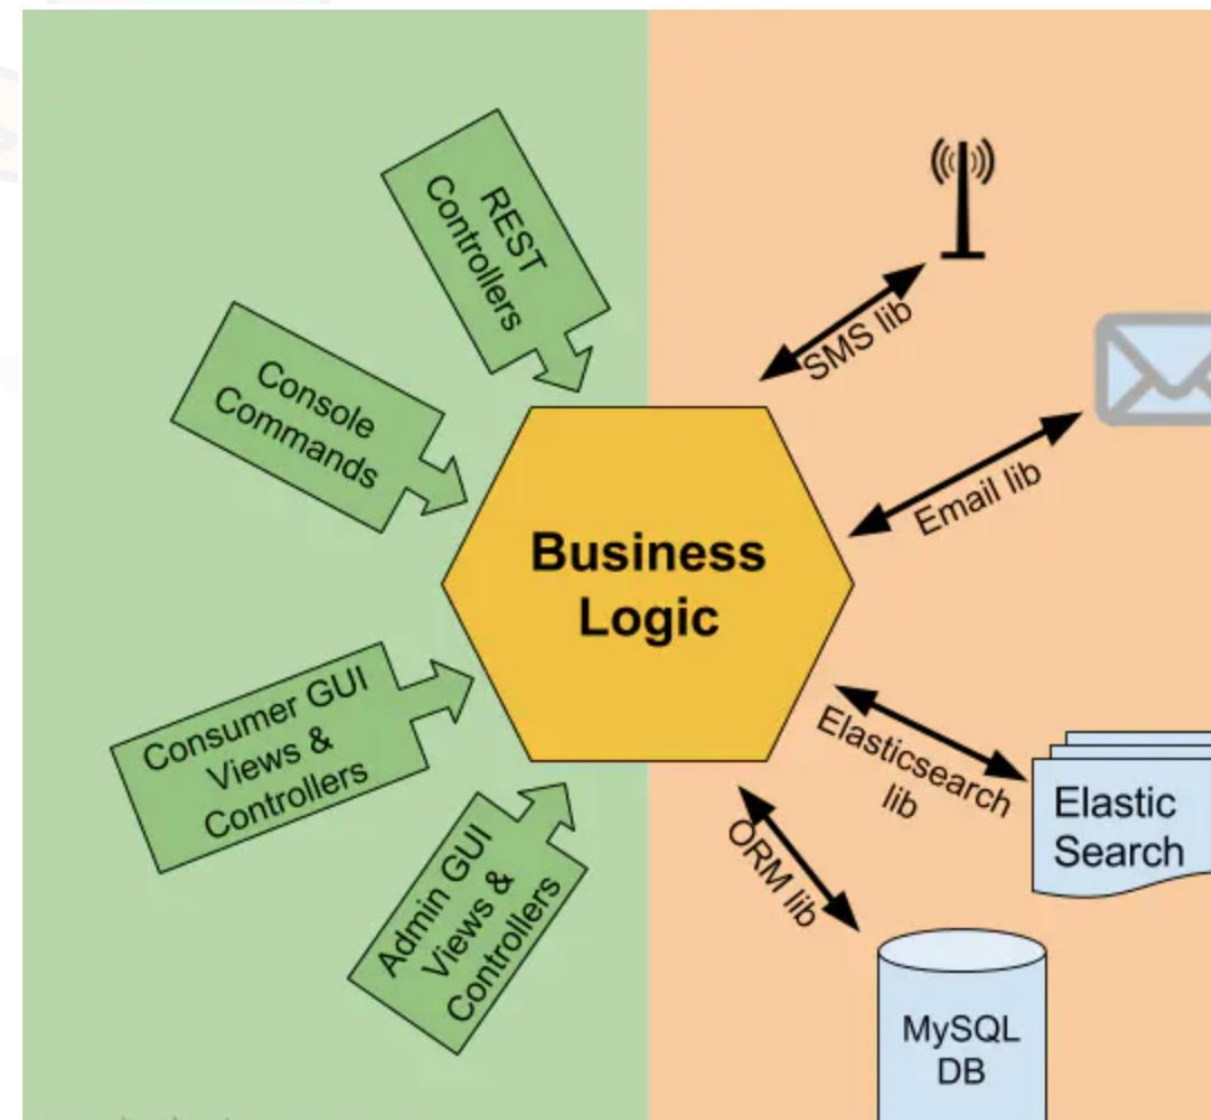 REST
Controllers
SMS lib
Console
Commands
Email lib
Business
Logic
Consumer GUI
Views &
Controllers
Elasticsearch
lib
Elastic
Search
Admin GUI
Views &
Controllers
ORM lib
MySQL
DB